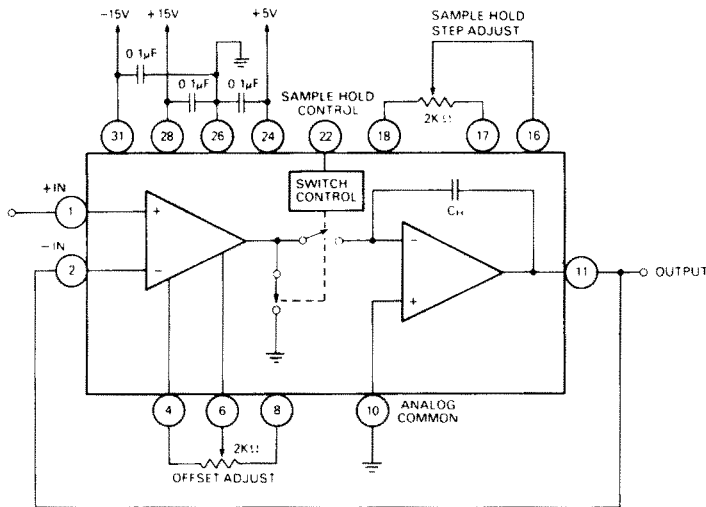 -15V +15V +5V
SAMPLE HOLD
STEP ADJUST
0 1µF
0 1µF 0 1µF
SAMPLE HOLD
CONTROL
2KΩ
31 28 26 24 22 18 17 16
SWITCH
CONTROL
+IN
1
+
CH
-
-IN
2
-
+
11
OUTPUT
4 6 8 10
ANALOG
COMMON
2KΩ
OFFSET ADJUST